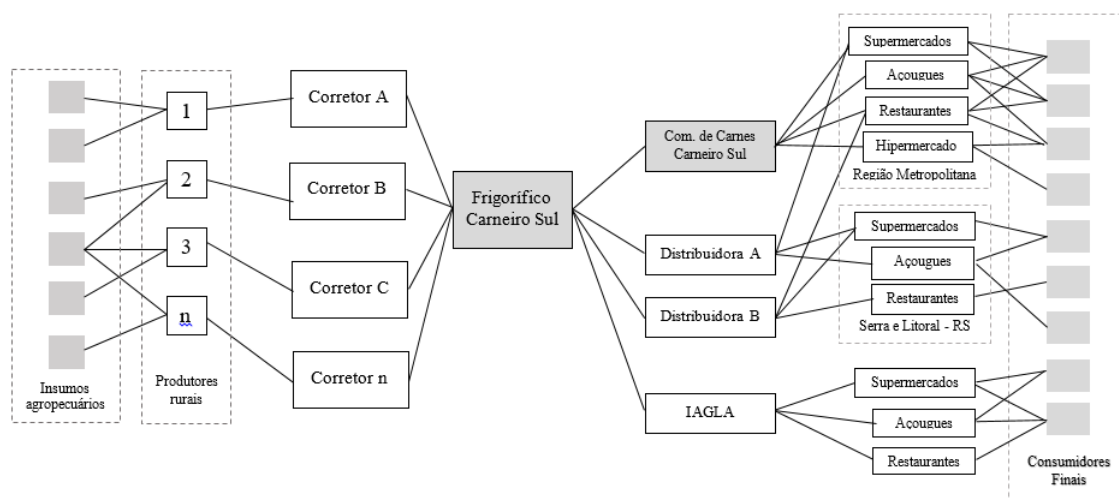 Insumos
agropecuários
1
2
3
n
Produtores
rurais
Corretor A
Corretor B
Corretor C
Corretor n
Frigorífico
Carneiro Sul
Com. de Carnes
Carneiro Sul
Distribuidora A
Distribuidora B
IAGLA
Supermercados
Açougues
Restaurantes
Hipermercado
Região Metropolitana
Supermercados
Açougues
Restaurantes
Serra e Litoral - RS
Supermercados
Açougues
Restaurantes
Consumidores
Finais